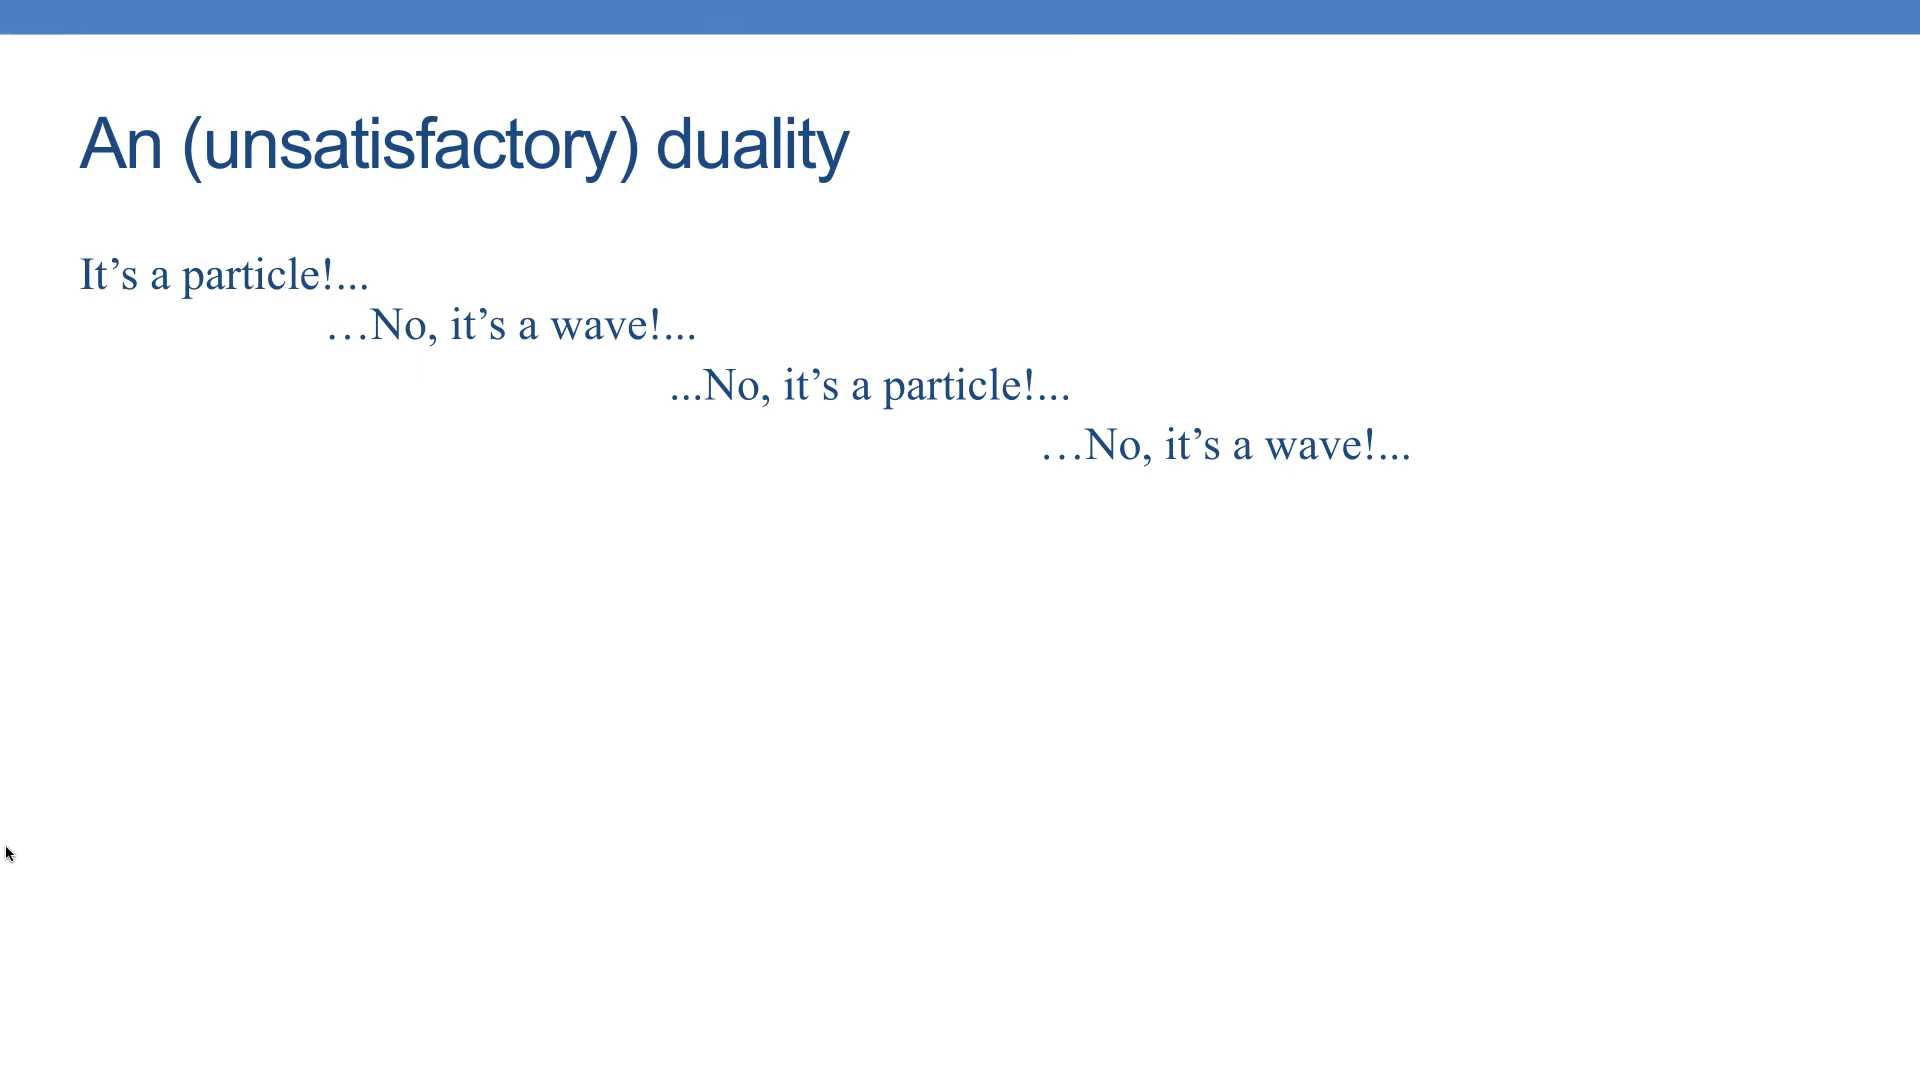 An (unsatisfactory) duality
It’s a particle!...
…No, it’s a wave!...
...No, it’s a particle!...
…No, it’s a wave!...